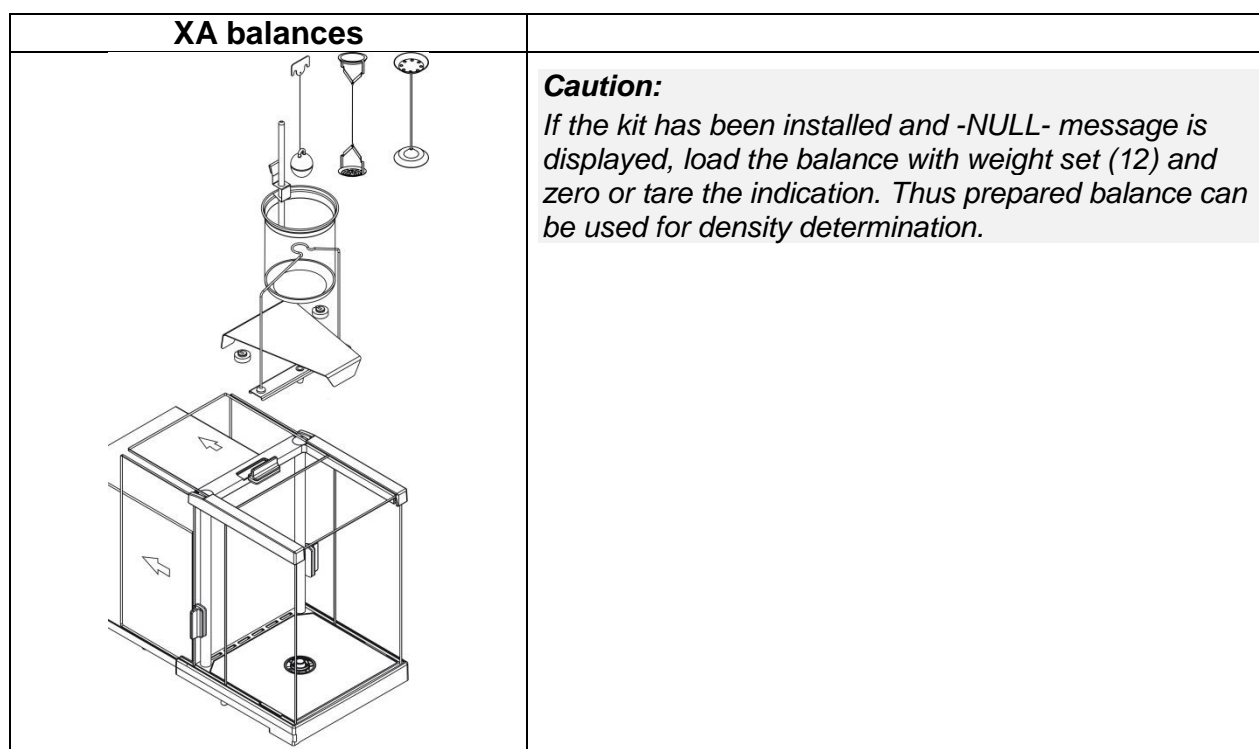 XA balances
Caution:
If the kit has been installed and -NULL- message is
displayed, load the balance with weight set (12) and
zero or tare the indication. Thus prepared balance can
be used for density determination.